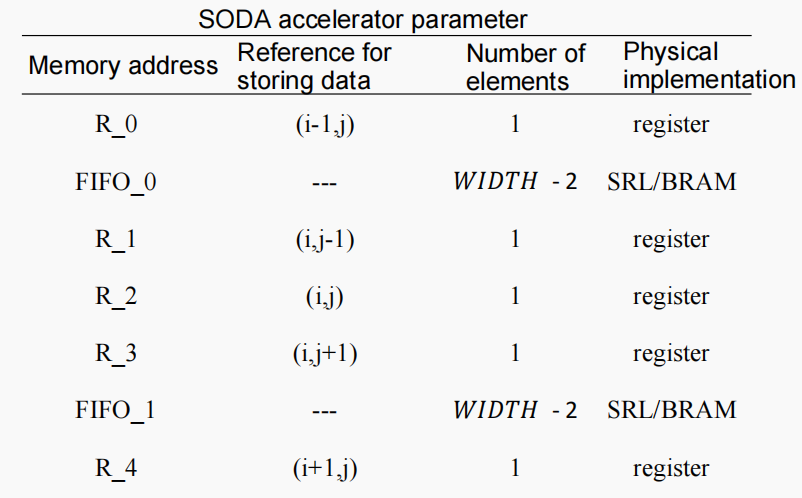 SODA accelerator parameter
Memory address Reference for storing data Number of elements Physical implementation
R_0 (i-1,j) 1 register
FIFO_0 --- WIDTH - 2 SRL/BRAM
R_1 (i,j-1) 1 register
R_2 (i,j) 1 register
R_3 (i,j+1) 1 register
FIFO_1 --- WIDTH - 2 SRL/BRAM
R_4 (i+1,j) 1 register